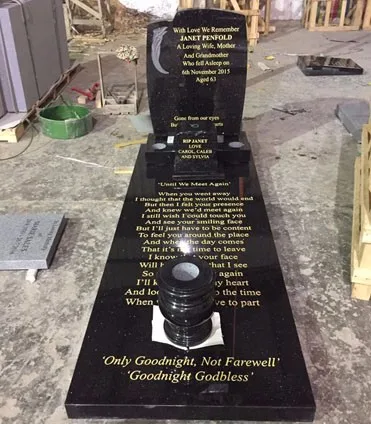 With Love We Remember
JANET PENFOLD
A Loving Wife, Mother
And Grandmother
Who fell Asleep on
6th November 2015
Aged 63
Gone from our eyes
RIP JANET
LOVE
CAROL, CALEB
AND SYLVIA
'Until We Meet Again'
When you went away
I thought that the world would end
But then I felt your presence
And knew we'd meet again
I still wish I could touch you
And see your smiling face
But I'll just have to be content
To feel you around the place
And when the day comes
That it's time to leave
I know your face
Will be that I see
So again
I'll my heart
And look to the time
When we to part
'Only Goodnight, Not Farewell'
'Goodnight Godbless'